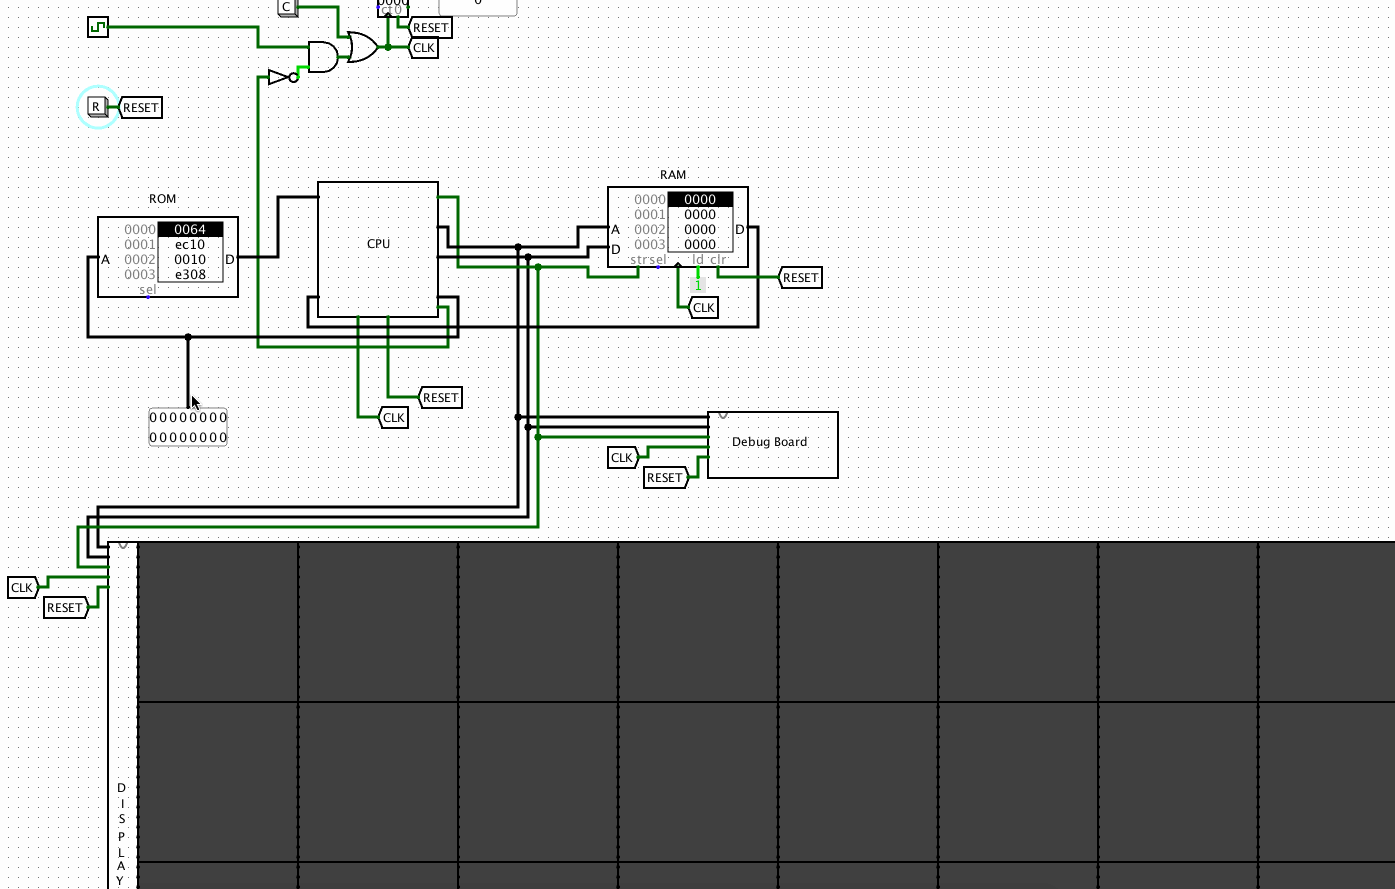 C
ct0
0
RESET
CLK
R
RESET
ROM
0000 0064
0001 ec10
A 0002 0010 D
0003 e308
sel
CPU
RAM
0000 0000
0001 0000
A 0002 0000 D
D 0003 0000
str sel ld clr
1
RESET
CLK
RESET
CLK
00000000
00000000
Debug Board
CLK
RESET
CLK
RESET
D
I
S
P
L
A
Y